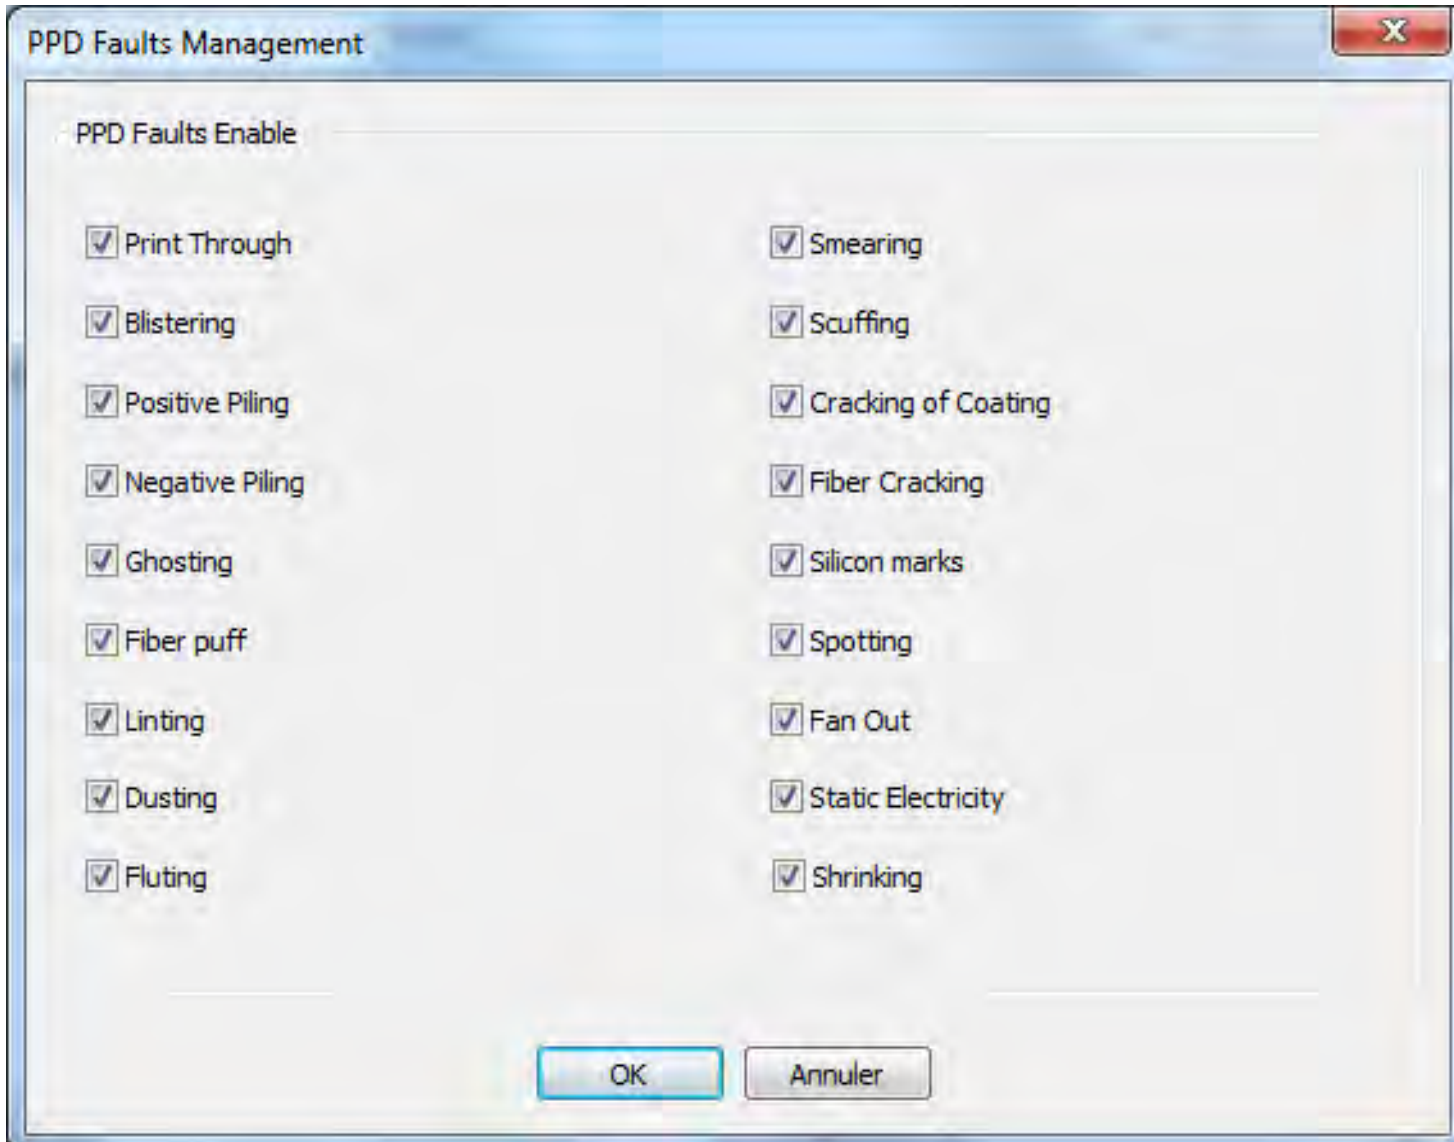 PPD Faults Management
PPD Faults Enable
Print Through
Blistering
Positive Piling
Negative Piling
Ghosting
Fiber puff
Linting
Dusting
Fluting
Smearing
Scuffing
Cracking of Coating
Fiber Cracking
Silicon marks
Spotting
Fan Out
Static Electricity
Shrinking
OK
Annuler